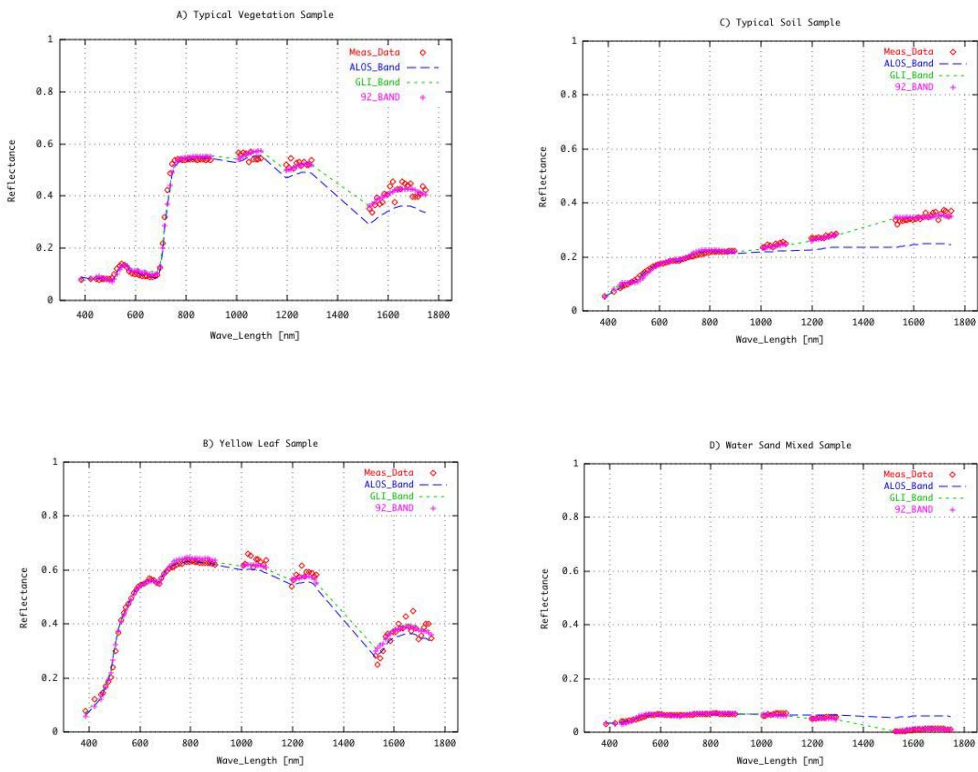 A) Typical Vegetation Sample
1
0.8
0.6
0.4
0.2
0
Reflectance
Meas_Data
ALOS_Band
GLI_Band
92_BAND
400 600 800 1000 1200 1400 1600 1800
Wave_Length [nm]
C) Typical Soil Sample
1
0.8
0.6
0.4
0.2
0
Reflectance
Meas_Data
ALOS_Band
GLI_Band
92_BAND
400 600 800 1000 1200 1400 1600 1800
Wave_Length [nm]
B) Yellow Leaf Sample
1
0.8
0.6
0.4
0.2
0
Reflectance
Meas_Data
ALOS_Band
GLI_Band
92_BAND
400 600 800 1000 1200 1400 1600 1800
Wave_Length [nm]
D) Water Sand Mixed Sample
1
0.8
0.6
0.4
0.2
0
Reflectance
Meas_Data
ALOS_Band
GLI_Band
92_BAND
400 600 800 1000 1200 1400 1600 1800
Wave_Length [nm]